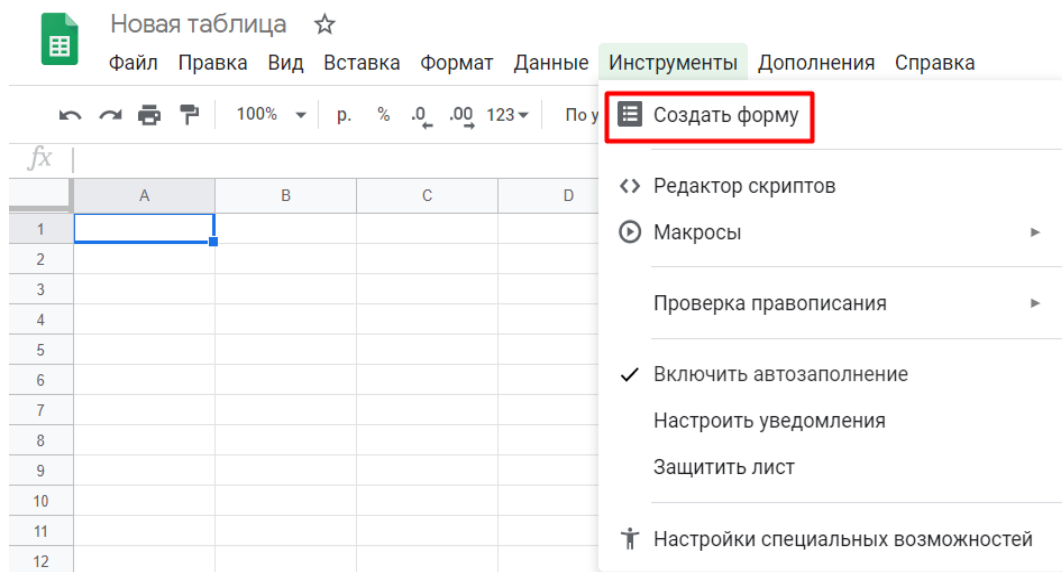 Новая таблица
Файл Правка Вид Вставка Формат Данные Инструменты Дополнения Справка
100% р. % .0 .00 123 По у
Создать форму
fx
A B C D
Редактор скриптов
Макросы
Проверка правописания
Включить автозаполнение
Настроить уведомления
Защитить лист
Настройки специальных возможностей
1
2
3
4
5
6
7
8
9
10
11
12